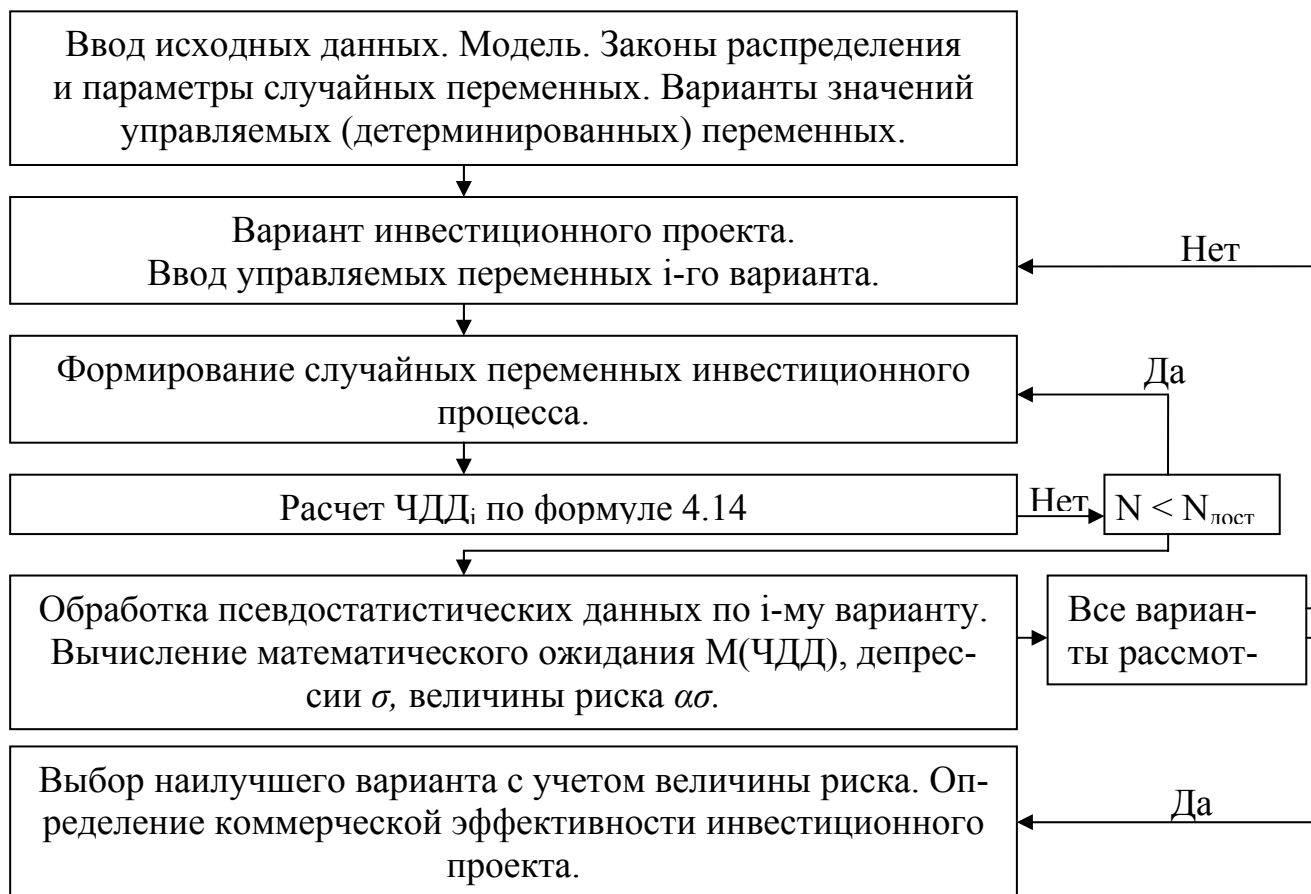 Ввод исходных данных. Модель. Законы распределения
и параметры случайных переменных. Варианты значений
управляемых (детерминированных) переменных.
Вариант инвестиционного проекта.
Ввод управляемых переменных i-го варианта.
Нет
Формирование случайных переменных инвестиционного
процесса.
Да
Расчет ЧДДi по формуле 4.14
Нет
N < Nдост
Обработка псевдостатистических данных по i-му варианту.
Вычисление математического ожидания М(ЧДД), депрес-
сии σ, величины риска ασ.
Все вариан-
ты рассмот-
Выбор наилучшего варианта с учетом величины риска. Оп-
ределение коммерческой эффективности инвестиционного
проекта.
Да